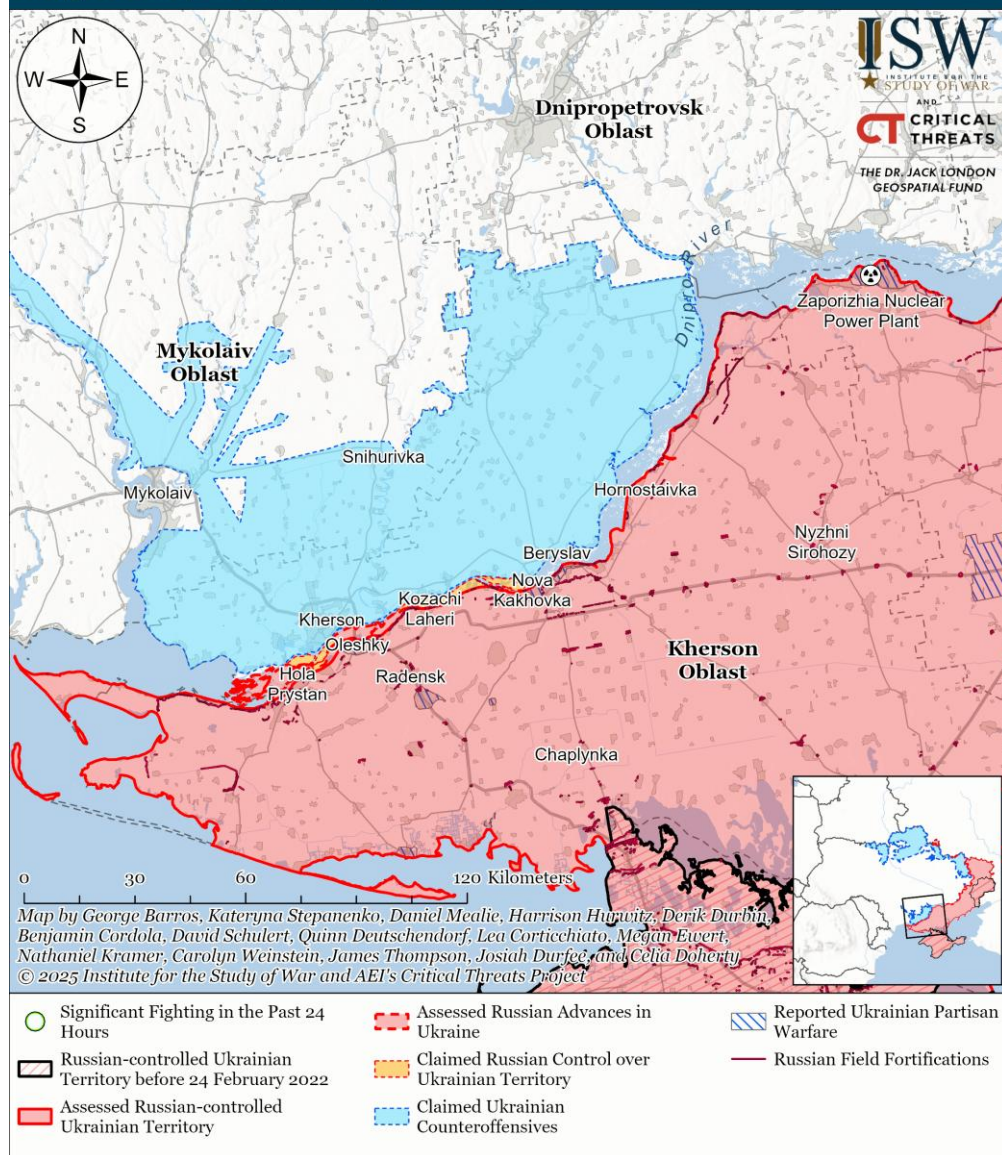 N
W E
S
ISW
INSTITUTE FOR THE
STUDY OF WAR
AND
CT CRITICAL
THREATS
THE DR. JACK LONDON
GEOSPATIAL FUND
Dnipropetrovsk
Oblast
Dnipro River
Zaporizhia Nuclear
Power Plant
Mykolaiv
Oblast
Snihurivka
Mykolaiv
Hornostaivka
Nyzhni
Sirohozy
Beryslav
Nova
Kakhovka
Kozachi
Laheri
Kherson
Oleshky
Kherson
Oblast
Hola
Prystan
Radensk
Chaplynka
0 30 60 120 Kilometers
Map by George Barros, Kateryna Stepanenko, Daniel Mealie, Harrison Hurwitz, Derik Durbin,
Benjamin Cordola, David Schulert, Quinn Deutschendorf, Lea Corticchiato, Megan Ewert,
Nathaniel Kramer, Carolyn Weinstein, James Thompson, Josiah Durfee, and Celia Doherty
© 2025 Institute for the Study of War and AEI's Critical Threats Project
Significant Fighting in the Past 24
Hours
Russian-controlled Ukrainian
Territory before 24 February 2022
Assessed Russian-controlled
Ukrainian Territory
Assessed Russian Advances in
Ukraine
Claimed Russian Control over
Ukrainian Territory
Claimed Ukrainian
Counteroffensives
Reported Ukrainian Partisan
Warfare
Russian Field Fortifications